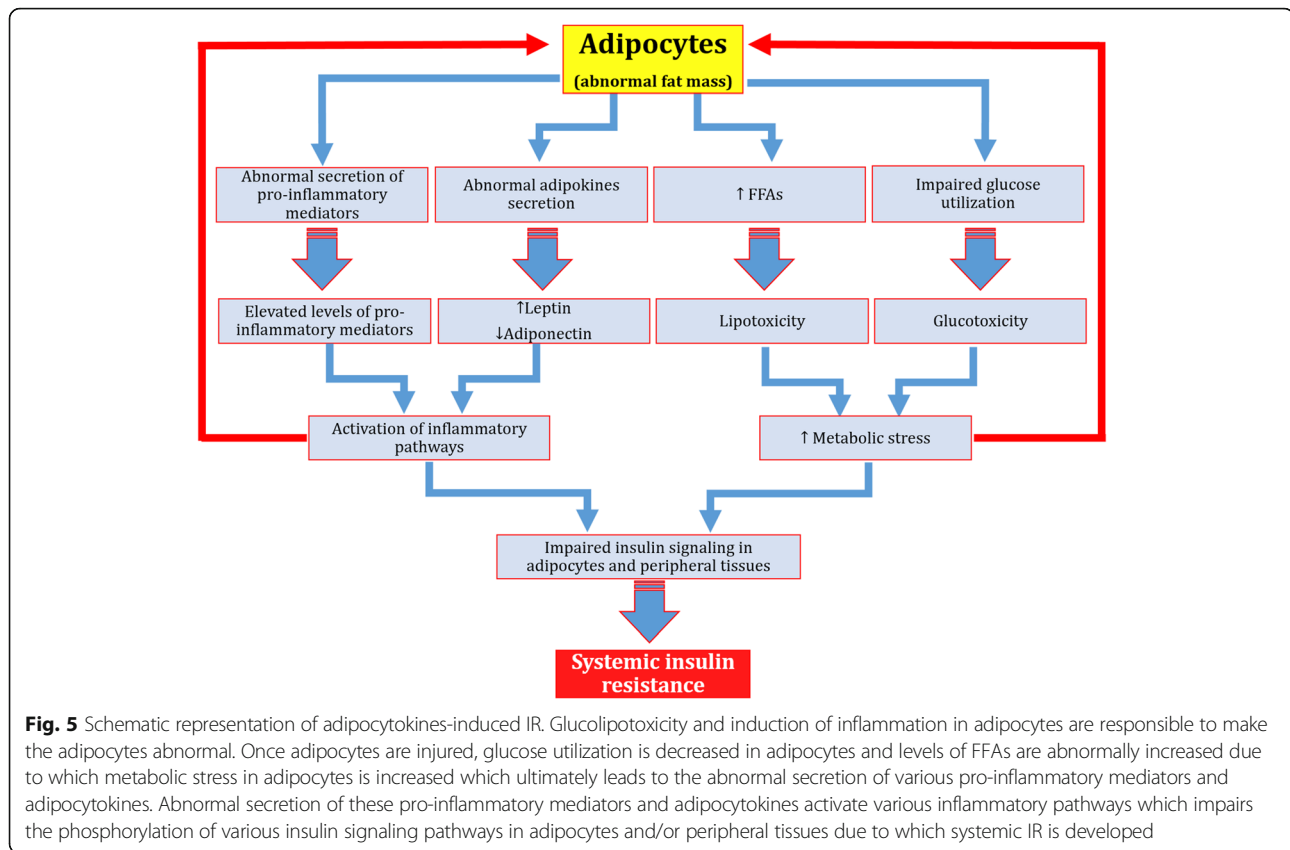 Adipocytes
(abnormal fat mass)
Abnormal secretion of
pro-inflammatory
mediators
Abnormal adipokines
secretion
↑ FFAs
Impaired glucose
utilization
Elevated levels of pro-
inflammatory mediators
↑Leptin
↓Adiponectin
Lipotoxicity
Glucotoxicity
Activation of inflammatory
pathways
↑ Metabolic stress
Impaired insulin signaling in
adipocytes and peripheral tissues
Systemic insulin
resistance
Fig. 5 Schematic representation of adipocytokines-induced IR. Glucolipotoxicity and induction of inflammation in adipocytes are responsible to make
the adipocytes abnormal. Once adipocytes are injured, glucose utilization is decreased in adipocytes and levels of FFAs are abnormally increased due
to which metabolic stress in adipocytes is increased which ultimately leads to the abnormal secretion of various pro-inflammatory mediators and
adipocytokines. Abnormal secretion of these pro-inflammatory mediators and adipocytokines activate various inflammatory pathways which impairs
the phosphorylation of various insulin signaling pathways in adipocytes and/or peripheral tissues due to which systemic IR is developed